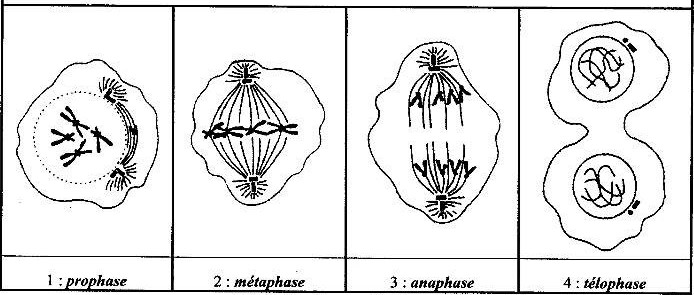 1 : prophase
2 : métaphase
3 : anaphase
4 : télophase